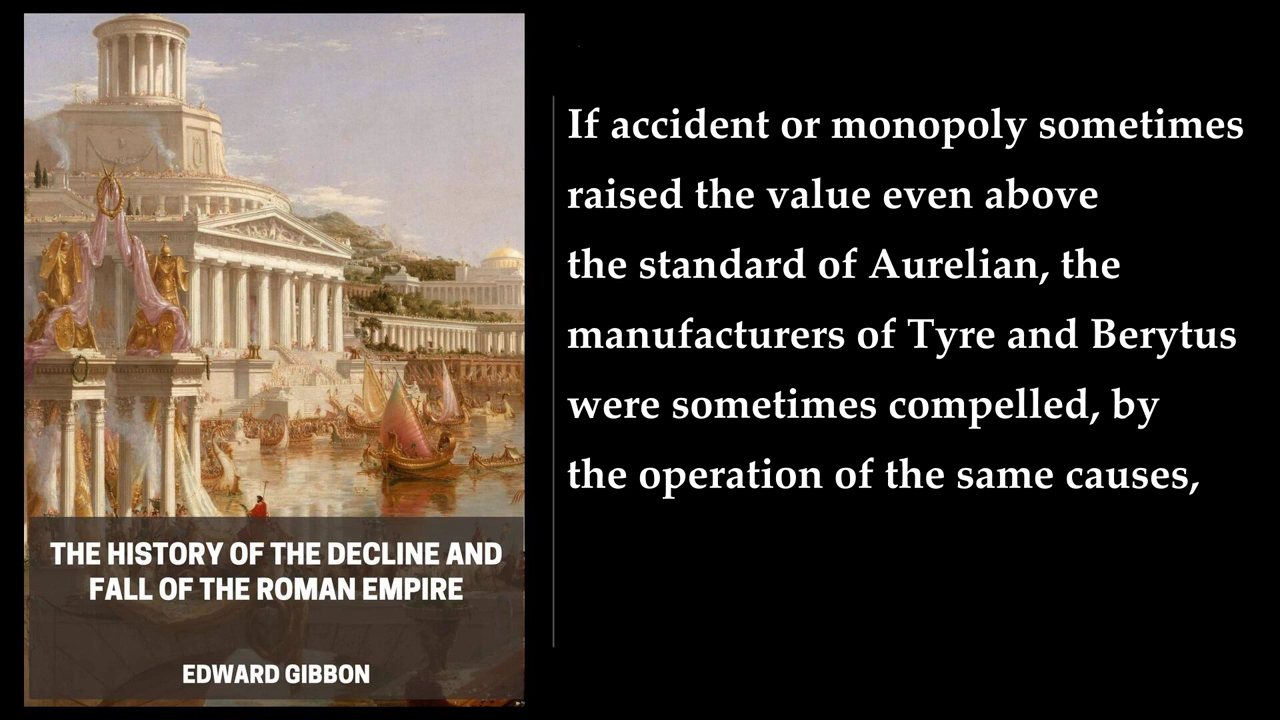 If accident or monopoly sometimes
raised the value even above
the standard of Aurelian, the
manufacturers of Tyre and Berytus
were sometimes compelled, by
the operation of the same causes,
THE HISTORY OF THE DECLINE AND
FALL OF THE ROMAN EMPIRE
EDWARD GIBBON